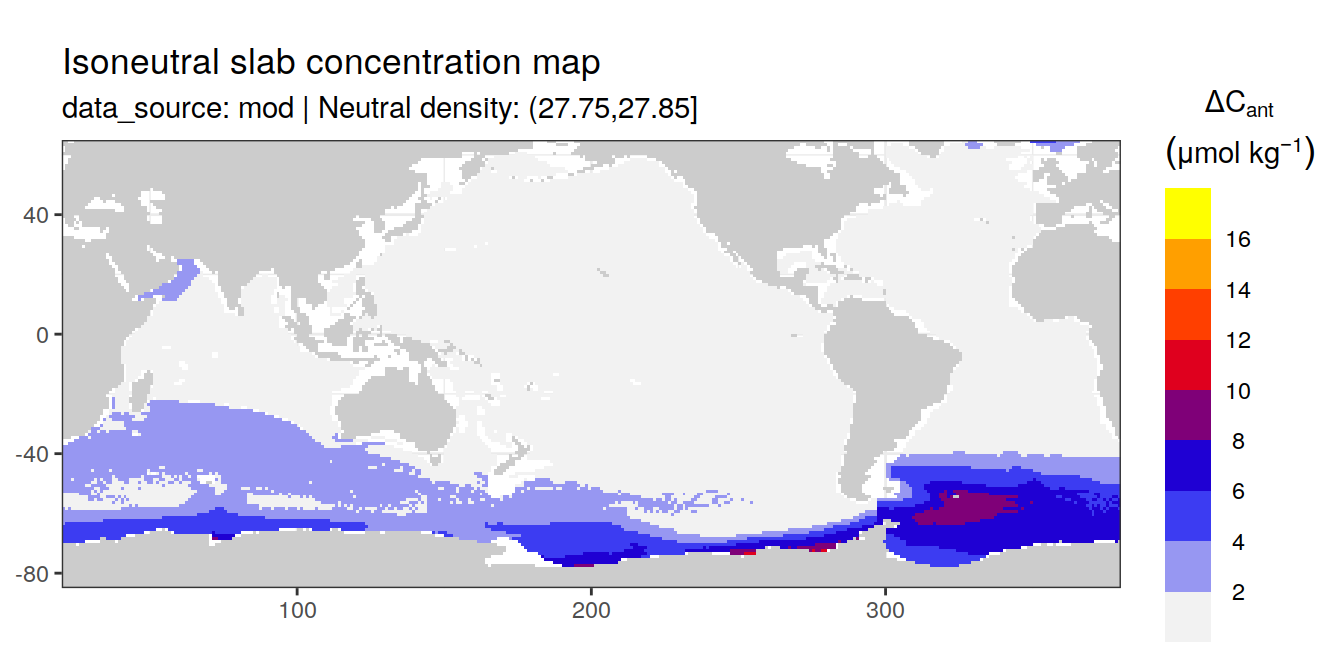 Isoneutral slab concentration map
data_source: mod | Neutral density: (27.75,27.85]
ΔCant
(μmol kg−1)
16
14
12
10
8
6
4
2
40
0
-40
-80
100 200 300